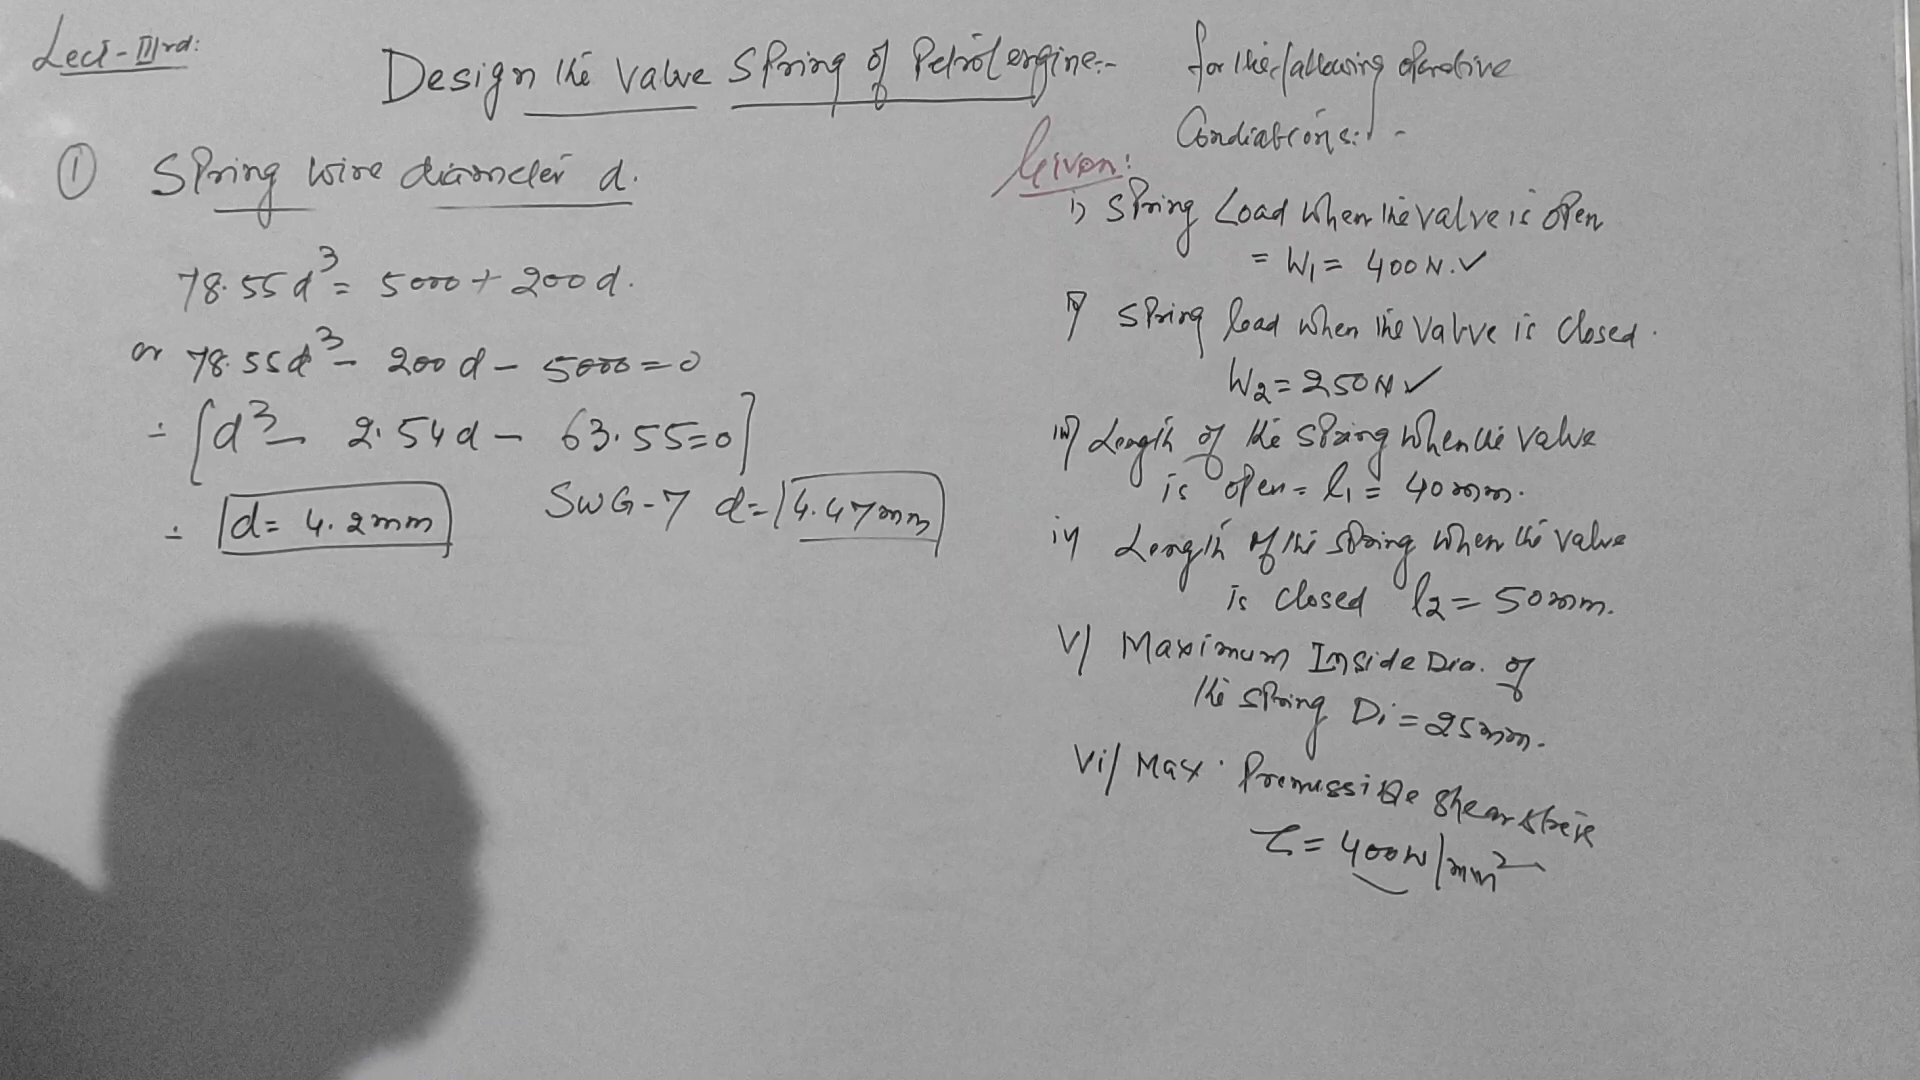 Lect-IIIrd:
Design the Valve Spring of Petrol engine:-
for the following operative
Conditions:-
① Spring wire diameter d.
78.55d³ = 5000 + 200d.
or 78.55d³ - 200d - 5000 = 0
∴ [d³ - 2.54d - 63.55=0]
∴ d= 4.2mm
SWG-7 d= 4.47mm
Given:
i) Spring Load when the valve is open
= W₁ = 400N.✓
ii) Spring load when the valve is closed.
W₂ = 250N ✓
iii) Length of the spring when the valve
is open = l₁ = 40mm.
iv) Length of the spring when the valve
is closed l₂ = 50mm.
V) Maximum Inside Dia. of
the spring Di = 25mm.
Vi) Max. Premissible Shear stress
τ = 400N/mm²